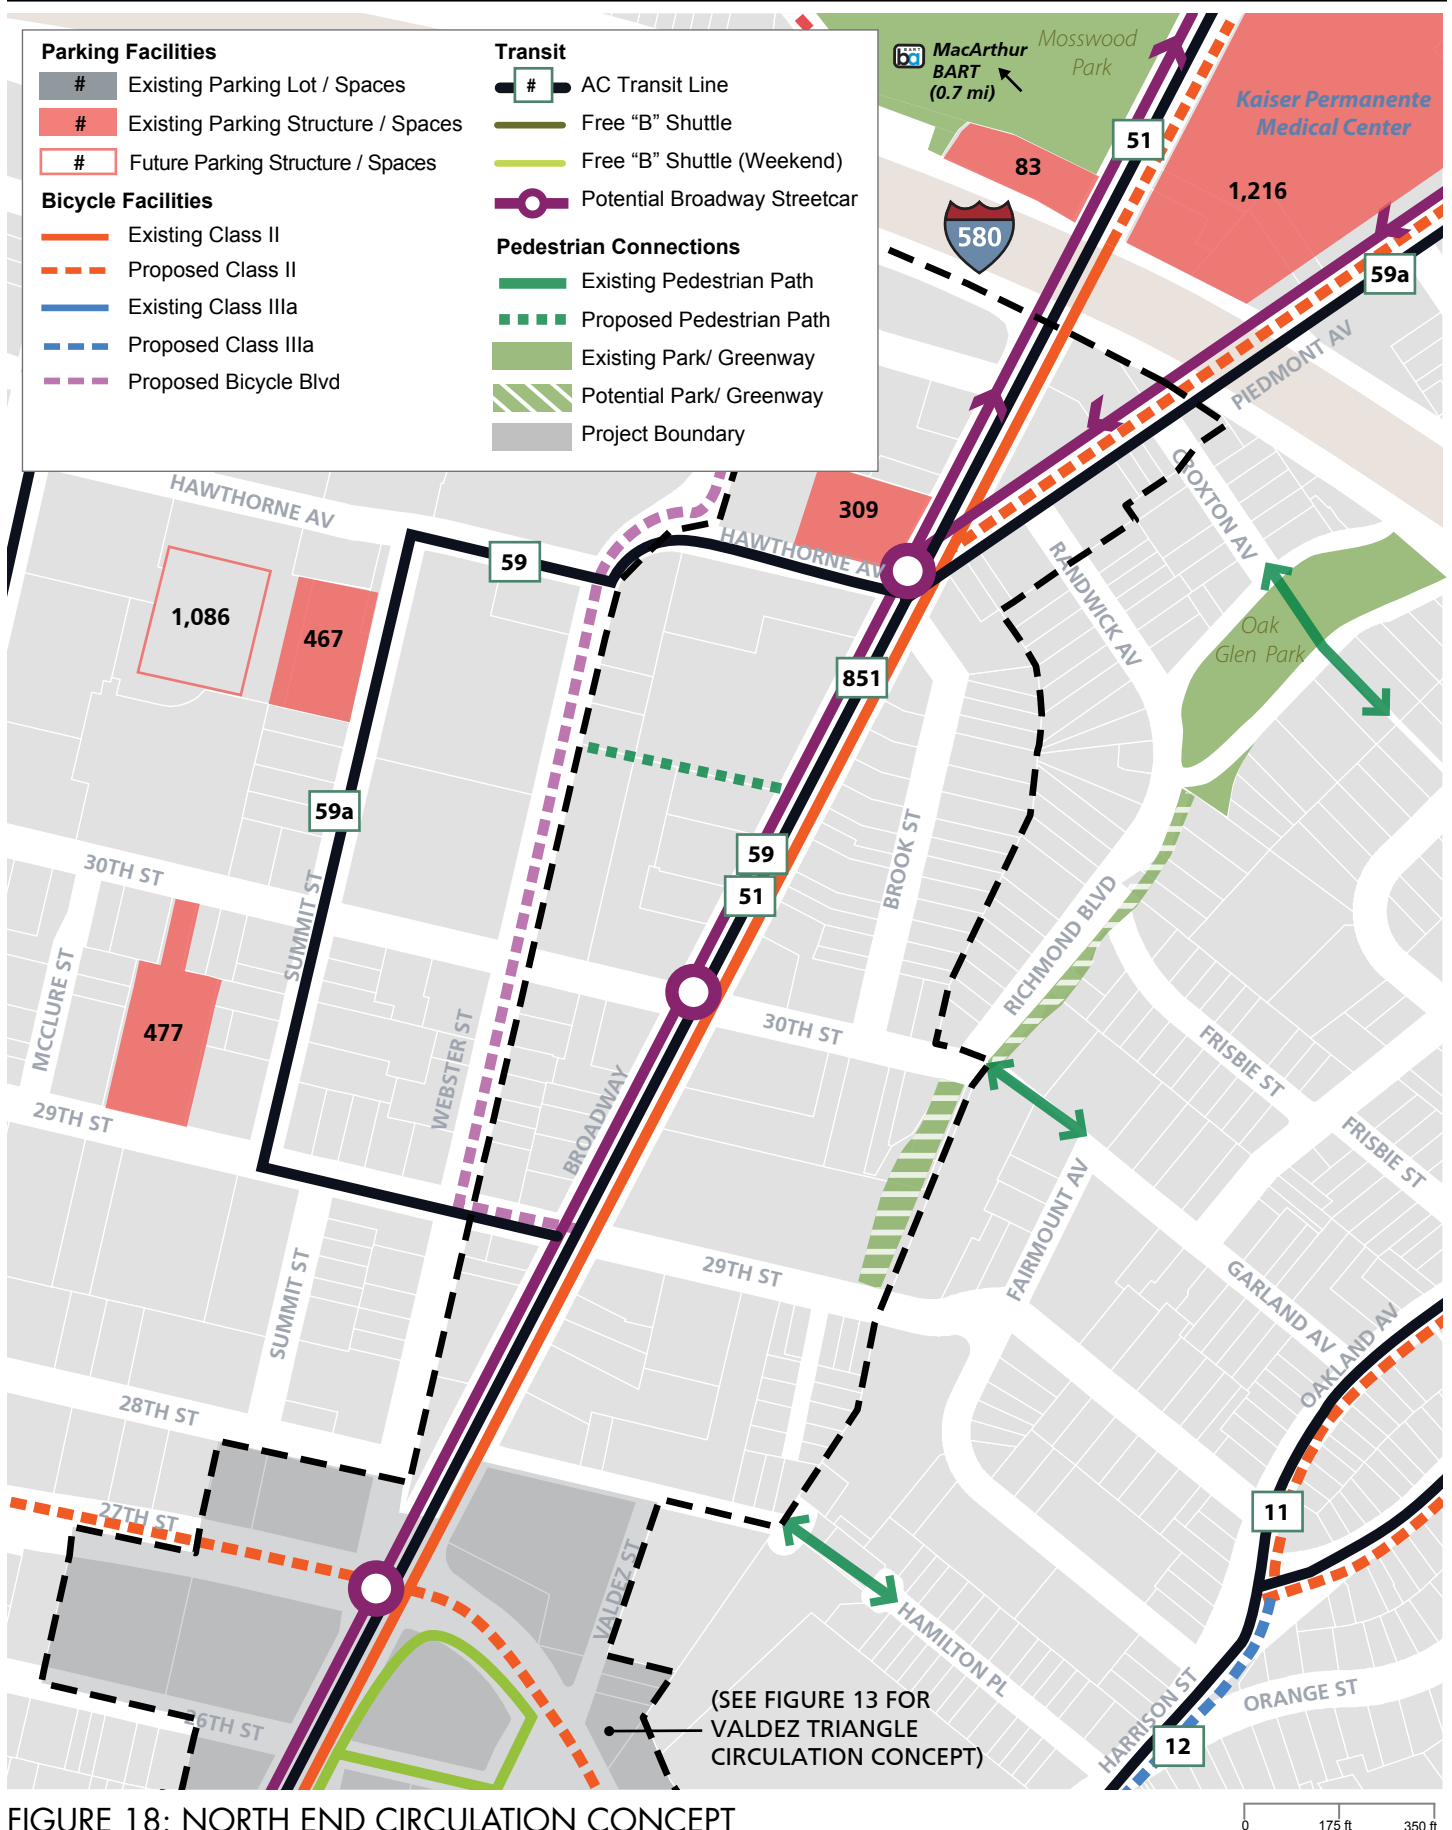 Parking Facilities
# Existing Parking Lot / Spaces
# Existing Parking Structure / Spaces
# Future Parking Structure / Spaces
Bicycle Facilities
Existing Class II
Proposed Class II
Existing Class IIIa
Proposed Class IIIa
Proposed Bicycle Blvd
Transit
# AC Transit Line
Free “B” Shuttle
Free “B” Shuttle (Weekend)
Potential Broadway Streetcar
Pedestrian Connections
Existing Pedestrian Path
Proposed Pedestrian Path
Existing Park/ Greenway
Potential Park/ Greenway
Project Boundary
ba
MacArthur
BART
(0.7 mi)
Mosswood
Park
Kaiser Permanente
Medical Center
51
83
1,216
580
59a
PIEDMONT AV
HAWTHORNE AV
309
HAWTHORNE AV
CROXTON AV
RANDWICK AV
59
1,086
467
Oak
Glen Park
851
59a
59
51
BROOK ST
30TH ST
SUMMIT ST
RICHMOND BLVD
MCCLURE ST
477
WEBSTER ST
BROADWAY
30TH ST
FRISBIE ST
29TH ST
FRISBIE ST
FAIRMOUNT AV
29TH ST
SUMMIT ST
GARLAND AV
OAKLAND AV
28TH ST
27TH ST
11
VALDEZ ST
HAMILTON PL
26TH ST
HARRISON ST
ORANGE ST
12
(SEE FIGURE 13 FOR
VALDEZ TRIANGLE
CIRCULATION CONCEPT)
FIGURE 18: NORTH END CIRCULATION CONCEPT
0 175 ft 350 ft